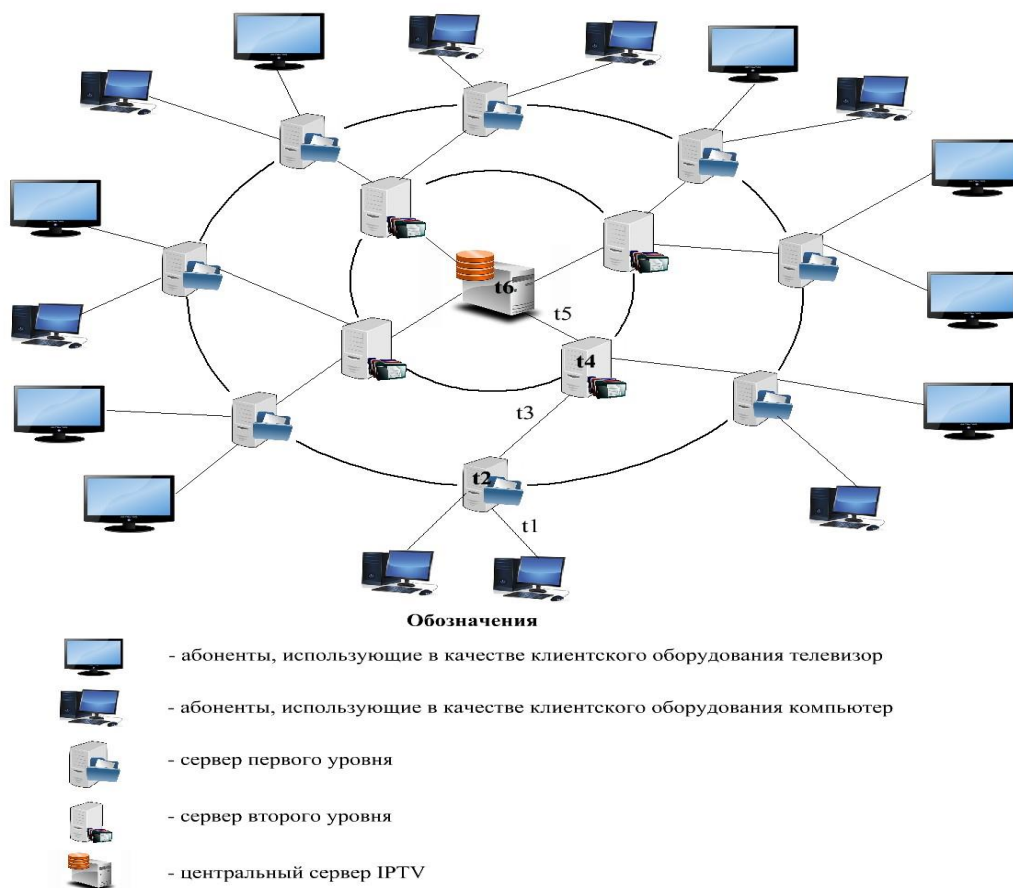 t6
t5
t4
t3
t2
t1
Обозначения
- абоненты, использующие в качестве клиентского оборудования телевизор
- абоненты, использующие в качестве клиентского оборудования компьютер
- сервер первого уровня
- сервер второго уровня
- центральный сервер IPTV